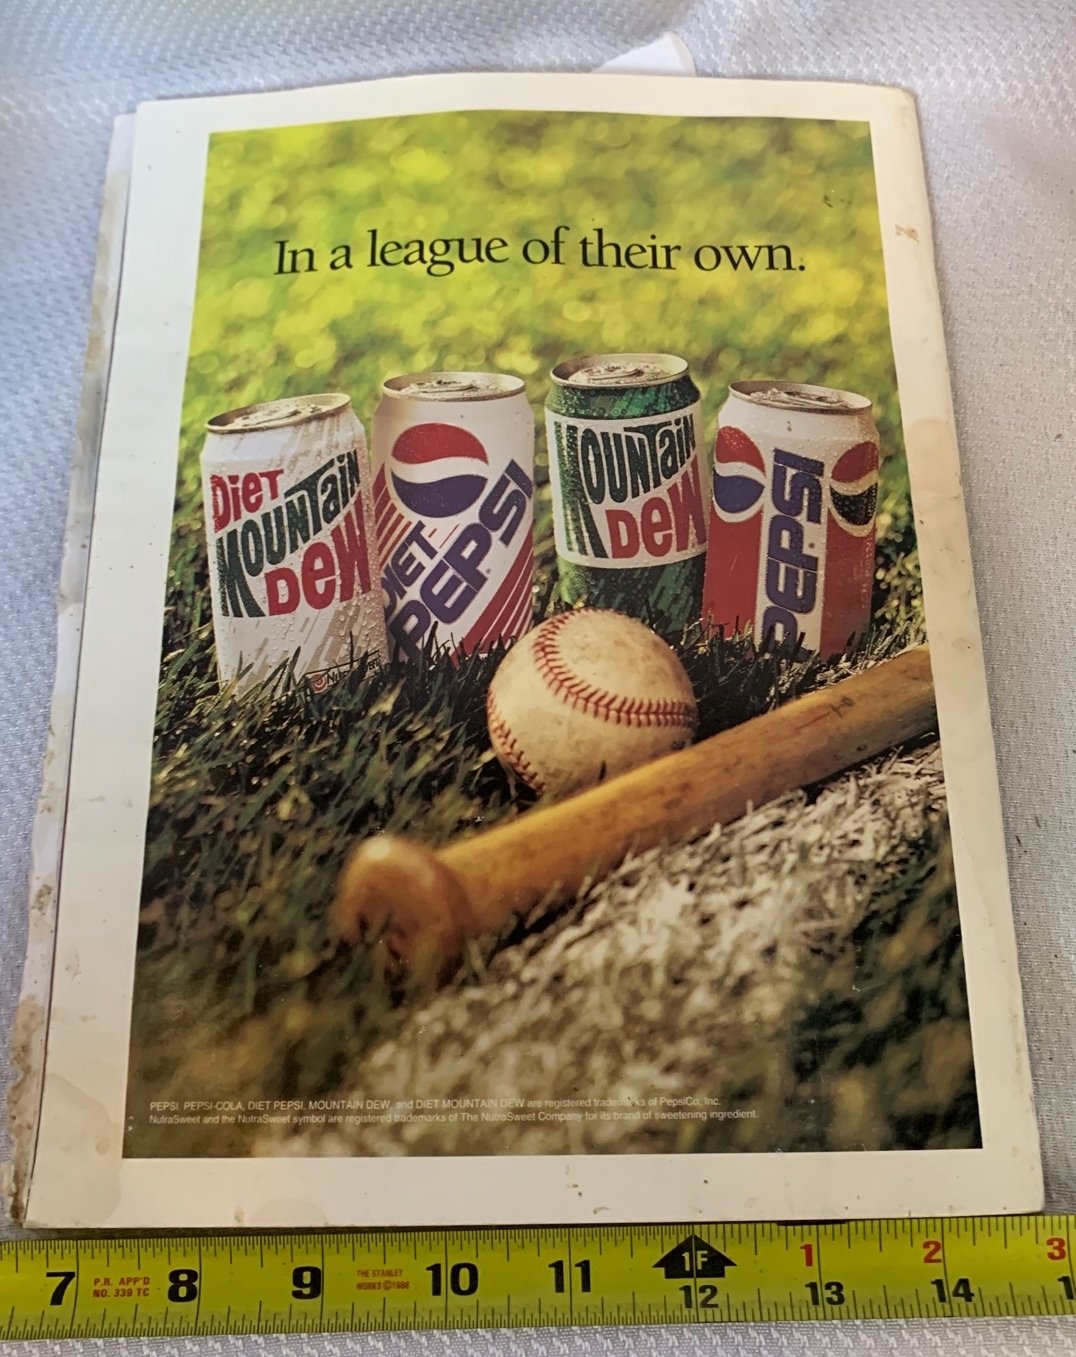 In a league of their own.
DieT
MOUNTaiN
DeW
DIET
PEPSI
MOUNTaiN
DeW
PEPSI
PEPSI, PEPSI-COLA, DIET PEPSI, MOUNTAIN DEW, and DIET MOUNTAIN DEW are registered trademarks of PepsiCo, Inc.
NutraSweet and the NutraSweet symbol are registered trademarks of The NutraSweet Company for its brand of sweetening ingredient.
1F 1 2 3
7 P.R. APP'D 8 9 THE STANLEY 10 11 12 13 14
NO. 339 TC WORKS ©1986